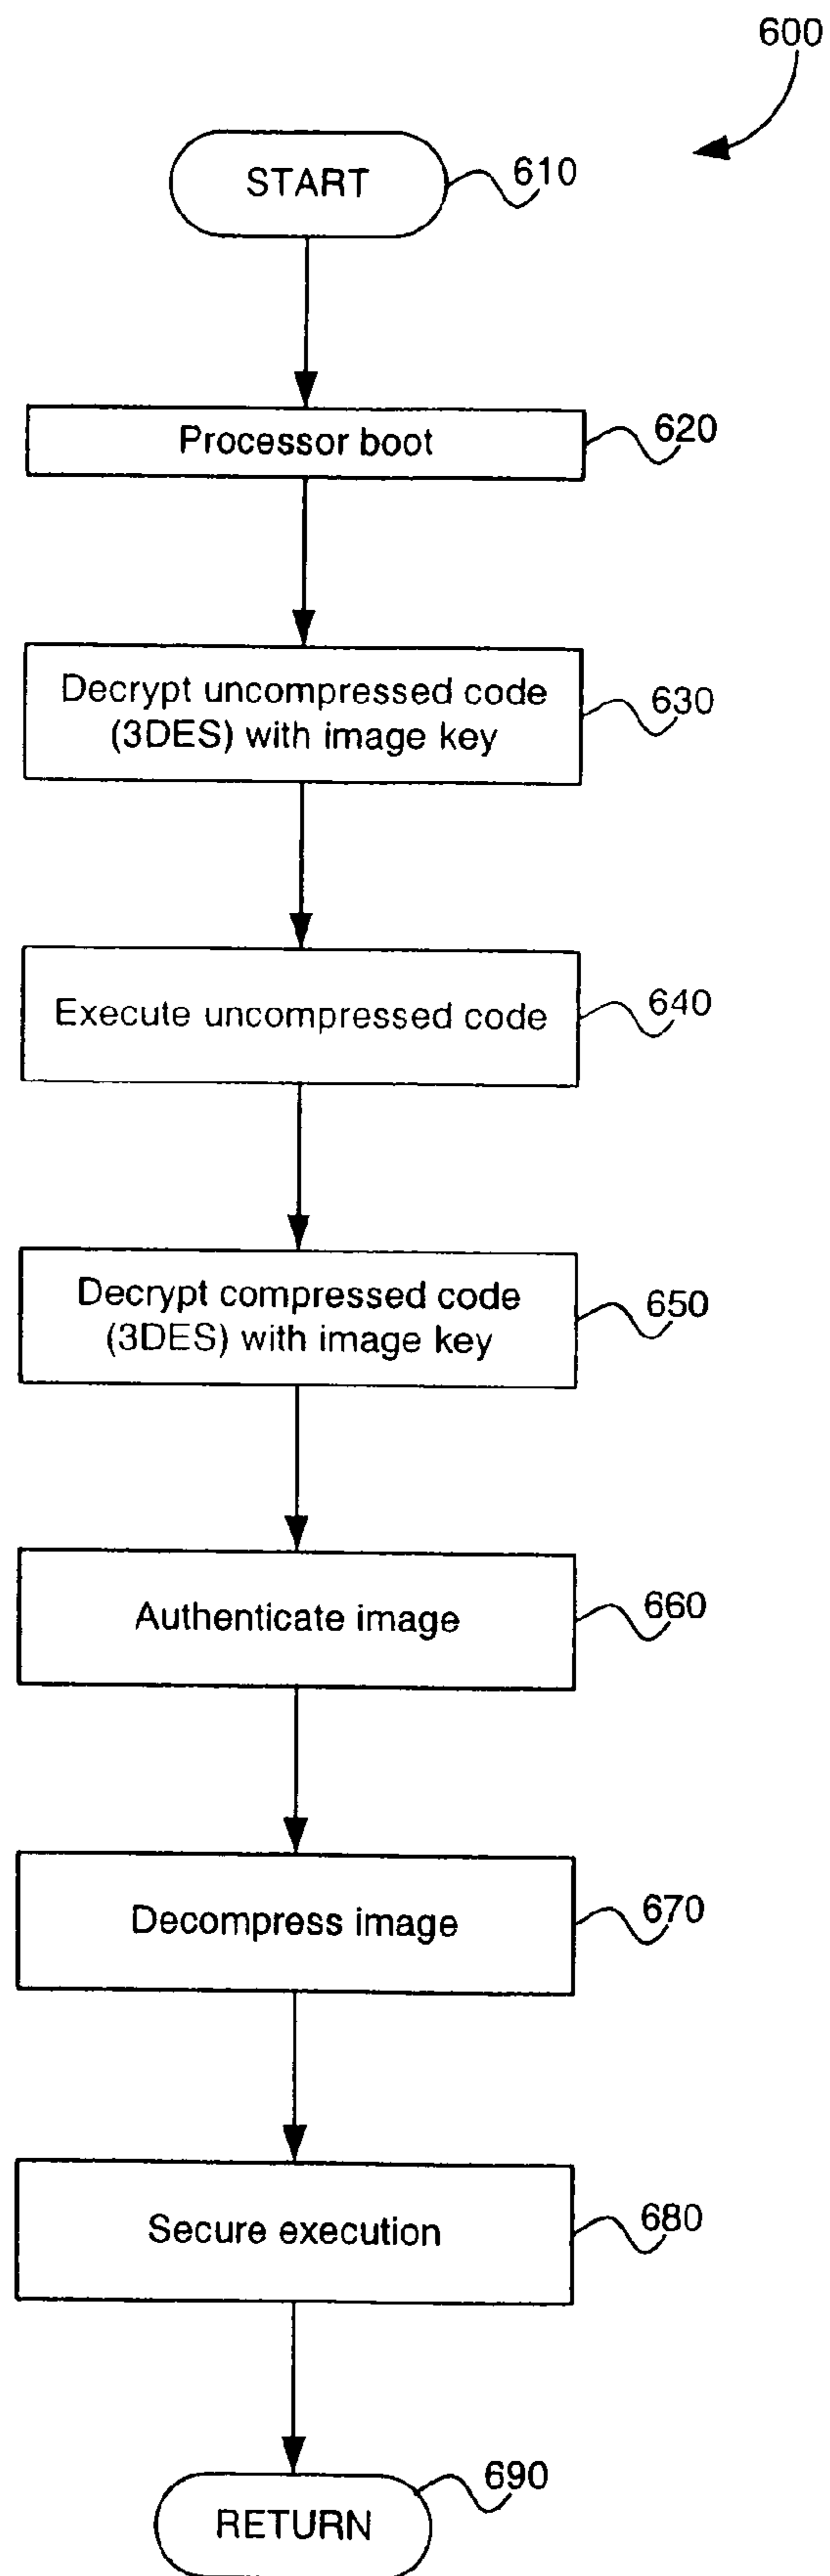 600
START
610
Processor boot
620
Decrypt uncompressed code
(3DES) with image key
630
Execute uncompressed code
640
Decrypt compressed code
(3DES) with image key
650
Authenticate image
660
Decompress image
670
Secure execution
680
RETURN
690